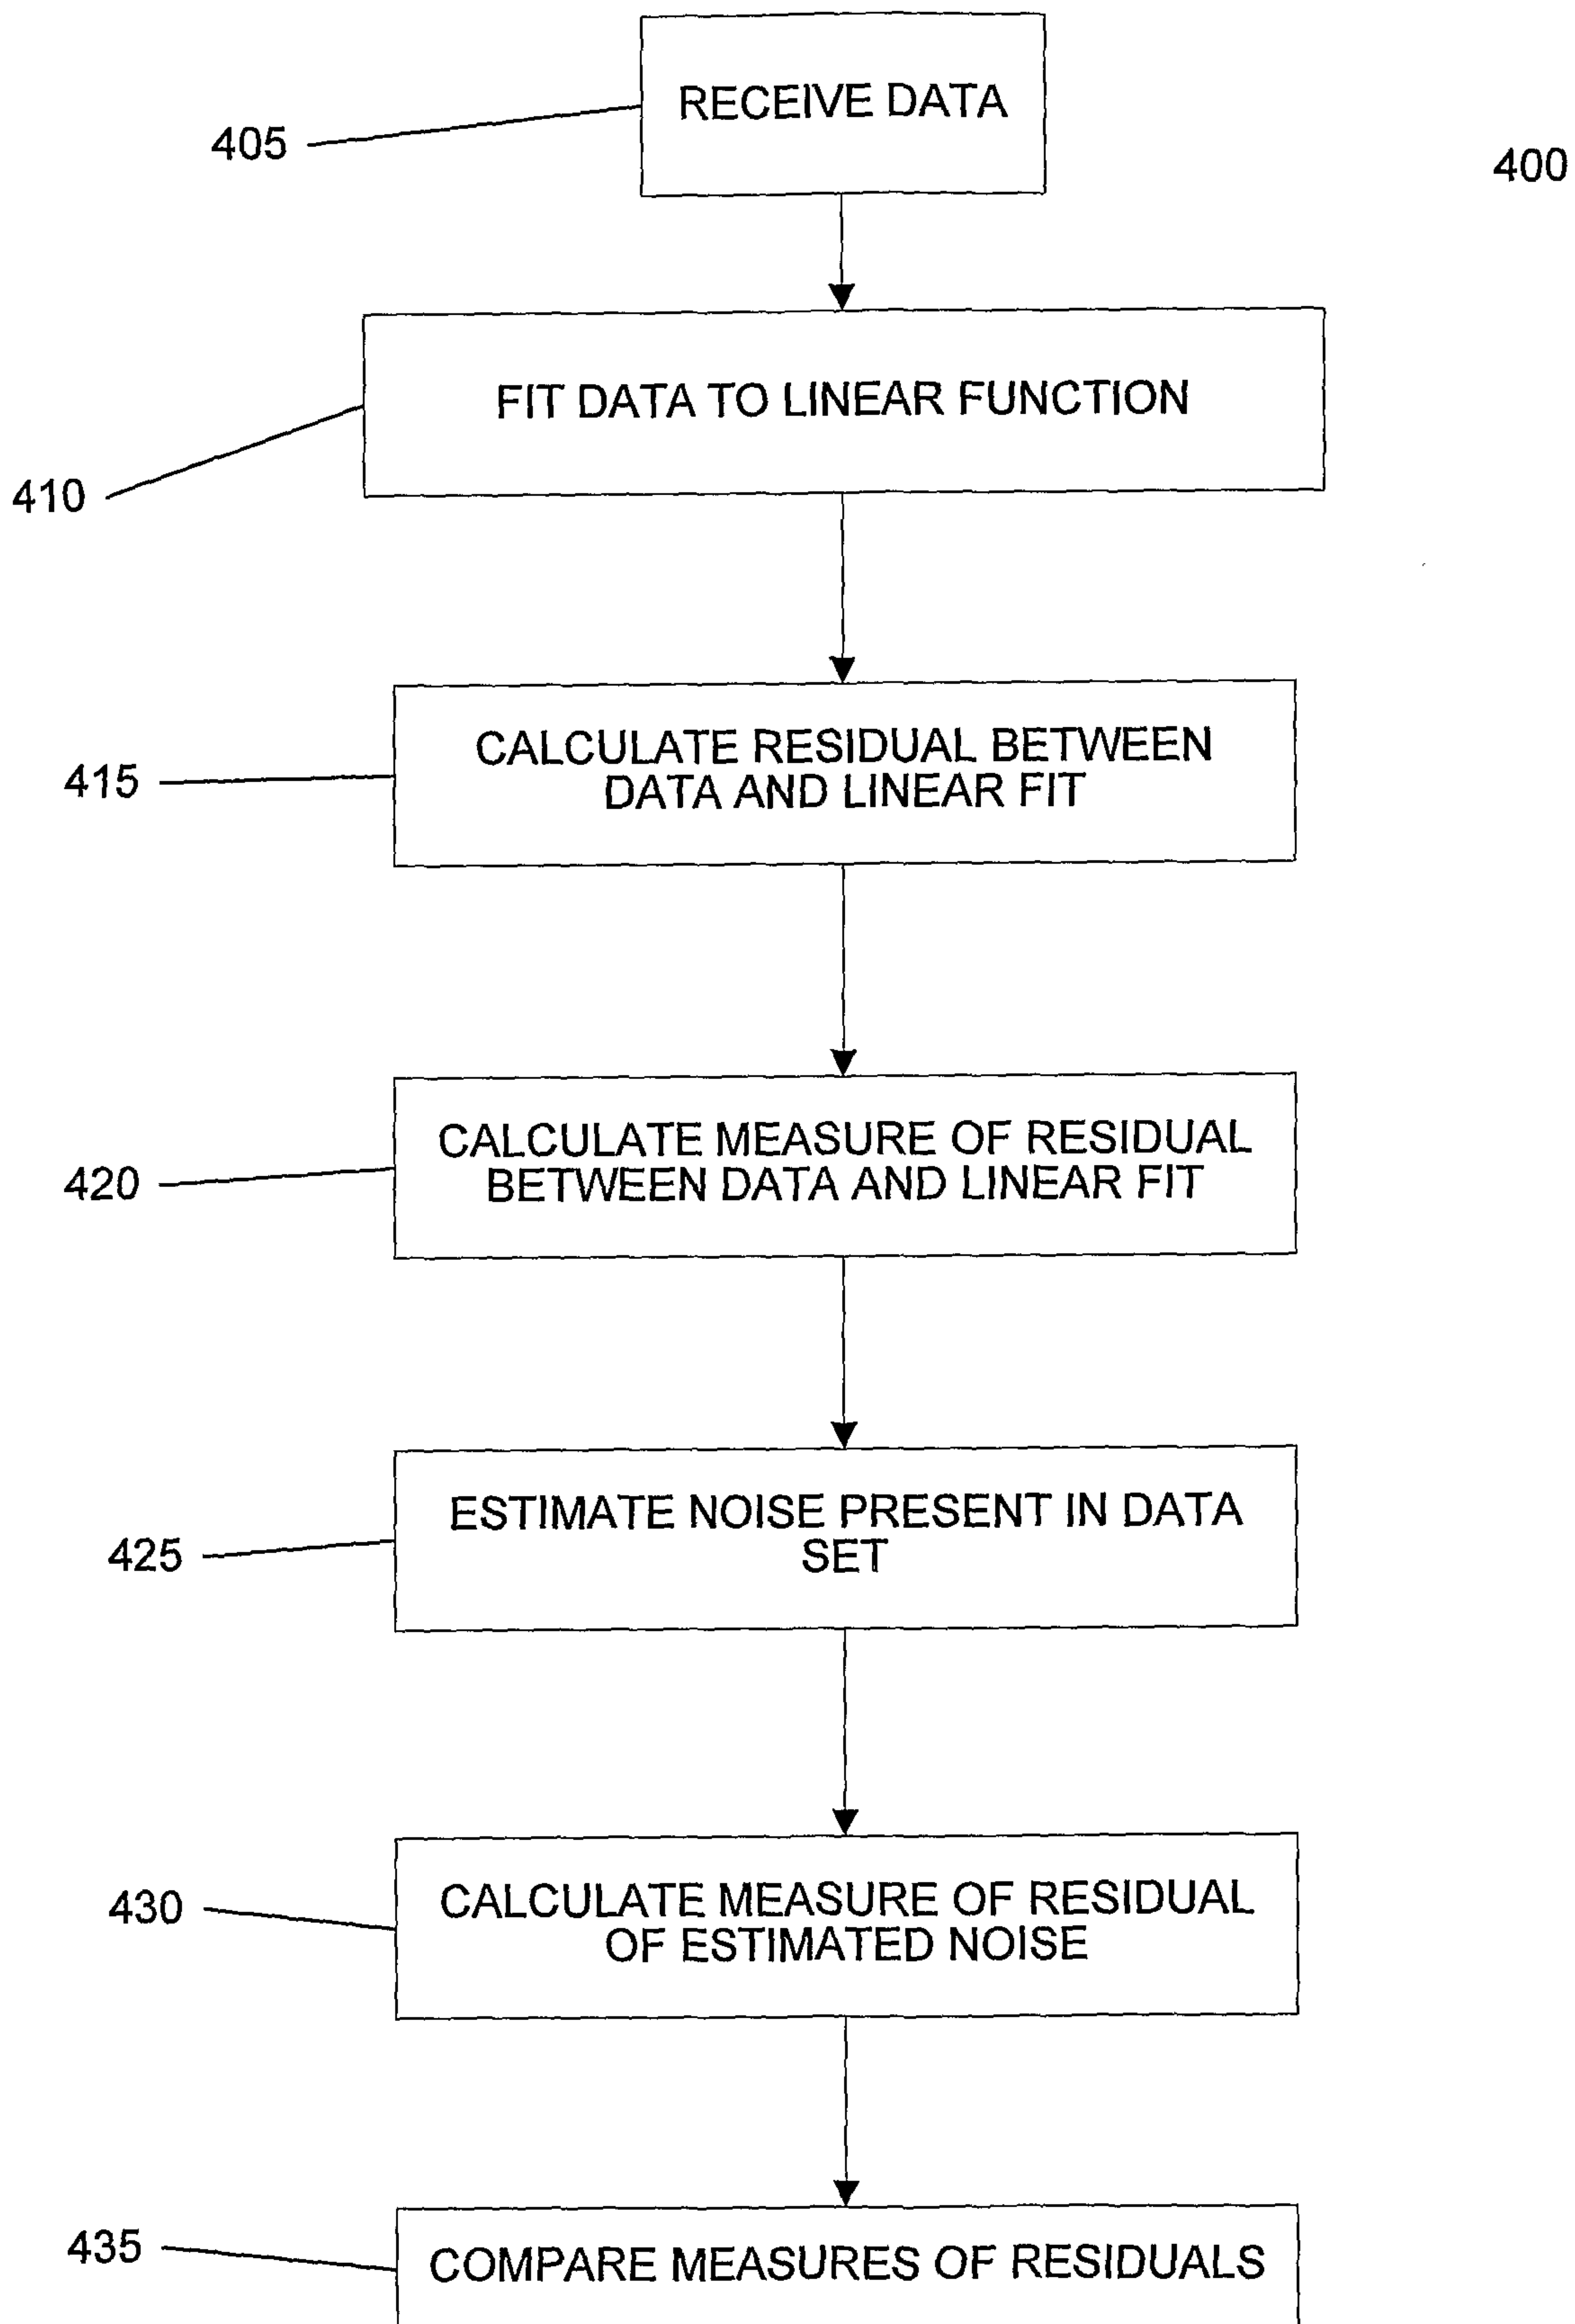 RECEIVE DATA
405
400
FIT DATA TO LINEAR FUNCTION
410
CALCULATE RESIDUAL BETWEEN
DATA AND LINEAR FIT
415
CALCULATE MEASURE OF RESIDUAL
BETWEEN DATA AND LINEAR FIT
420
ESTIMATE NOISE PRESENT IN DATA
SET
425
CALCULATE MEASURE OF RESIDUAL
OF ESTIMATED NOISE
430
COMPARE MEASURES OF RESIDUALS
435